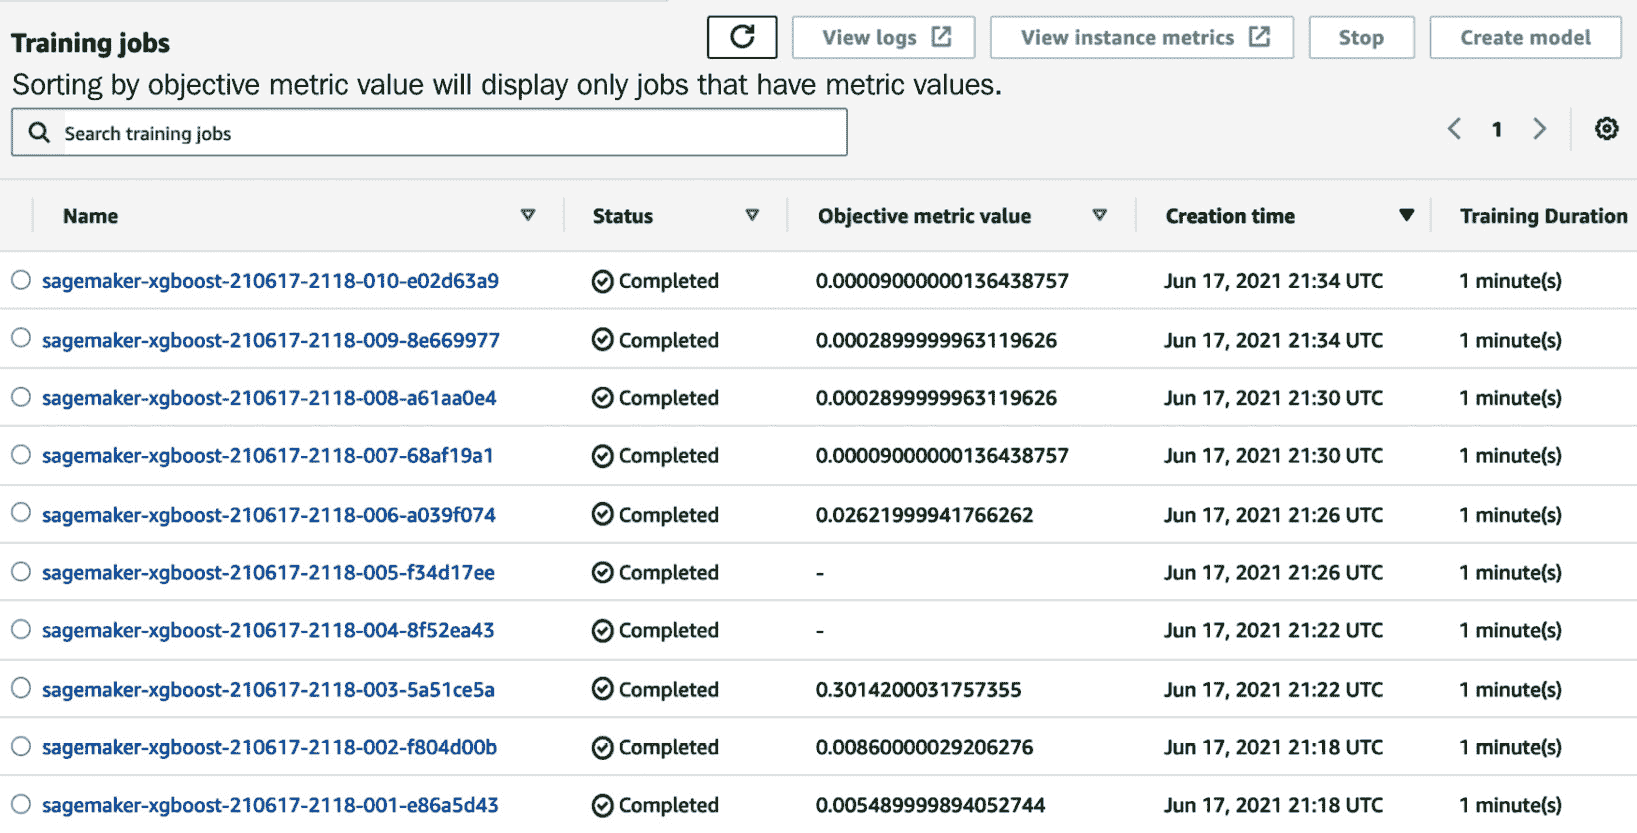 Training jobs View logs View instance metrics Stop Create model
Sorting by objective metric value will display only jobs that have metric values.
Search training jobs 1
Name Status Objective metric value Creation time Training Duration
sagemaker-xgboost-210617-2118-010-e02d63a9 Completed 0.00009000000136438757 Jun 17, 2021 21:34 UTC 1 minute(s)
sagemaker-xgboost-210617-2118-009-8e669977 Completed 0.0002899999963119626 Jun 17, 2021 21:34 UTC 1 minute(s)
sagemaker-xgboost-210617-2118-008-a61aa0e4 Completed 0.0002899999963119626 Jun 17, 2021 21:30 UTC 1 minute(s)
sagemaker-xgboost-210617-2118-007-68af19a1 Completed 0.00009000000136438757 Jun 17, 2021 21:30 UTC 1 minute(s)
sagemaker-xgboost-210617-2118-006-a039f074 Completed 0.02621999941766262 Jun 17, 2021 21:26 UTC 1 minute(s)
sagemaker-xgboost-210617-2118-005-f34d17ee Completed - Jun 17, 2021 21:26 UTC 1 minute(s)
sagemaker-xgboost-210617-2118-004-8f52ea43 Completed - Jun 17, 2021 21:22 UTC 1 minute(s)
sagemaker-xgboost-210617-2118-003-5a51ce5a Completed 0.3014200031757355 Jun 17, 2021 21:22 UTC 1 minute(s)
sagemaker-xgboost-210617-2118-002-f804d00b Completed 0.00860000029206276 Jun 17, 2021 21:18 UTC 1 minute(s)
sagemaker-xgboost-210617-2118-001-e86a5d43 Completed 0.005489999894052744 Jun 17, 2021 21:18 UTC 1 minute(s)